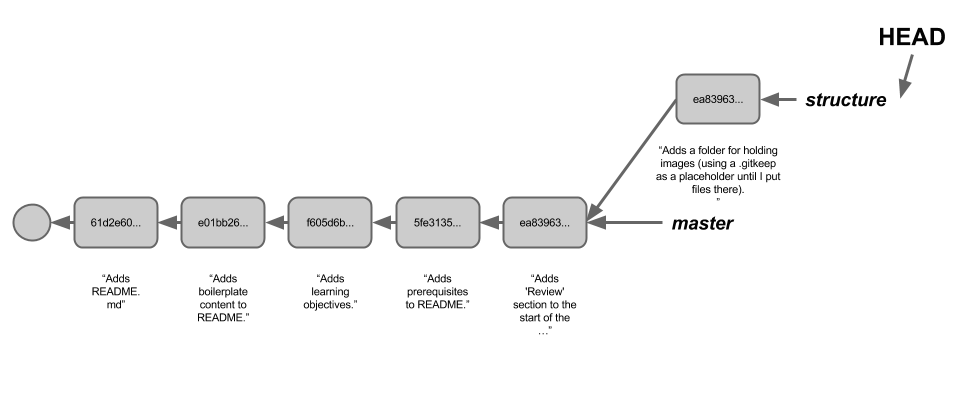 HEAD
ea83963...
structure
“Adds a folder for holding
images (using a .gitkeep
as a placeholder until I put
files there).
”
61d2e60...
e01bb26...
f605d6b...
5fe3135...
ea83963...
master
“Adds
README.
md”
“Adds
boilerplate
content to
README.”
“Adds
learning
objectives.”
“Adds
prerequisites
to README.”
“Adds
'Review'
section to the
start of the
…”